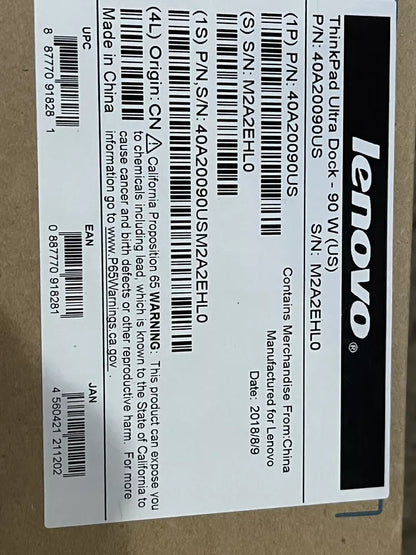 lenovo®
ThinkPad Ultra Dock - 90 W (US)
P/N: 40A20090US S/N: M2A2EHL0
(1P) P/N: 40A20090US
Contains Merchandise From:China
Manufactured for Lenovo
Date: 2018/8/9
(S) S/N: M2A2EHL0
(1S) P/N,S/N: 40A20090USM2A2EHL0
(4L) Origin: CN
Made in China
⚠ California Proposition 65 WARNING: This product can expose you
to chemicals including lead, which is known to the State of California to
cause cancer and birth defects or other reproductive harm. For more
information go to www.P65Warnings.ca.gov.
UPC
8 87770 91828 1
EAN
0 887770 918281
JAN
4 560421 211202